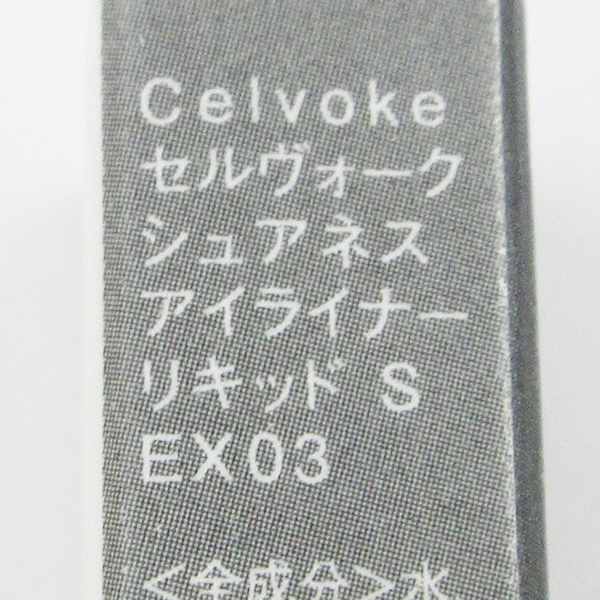 Celvoke
セルヴォーク
シュアネス
アイライナー
リキッド S
EX03
＜全成分＞水